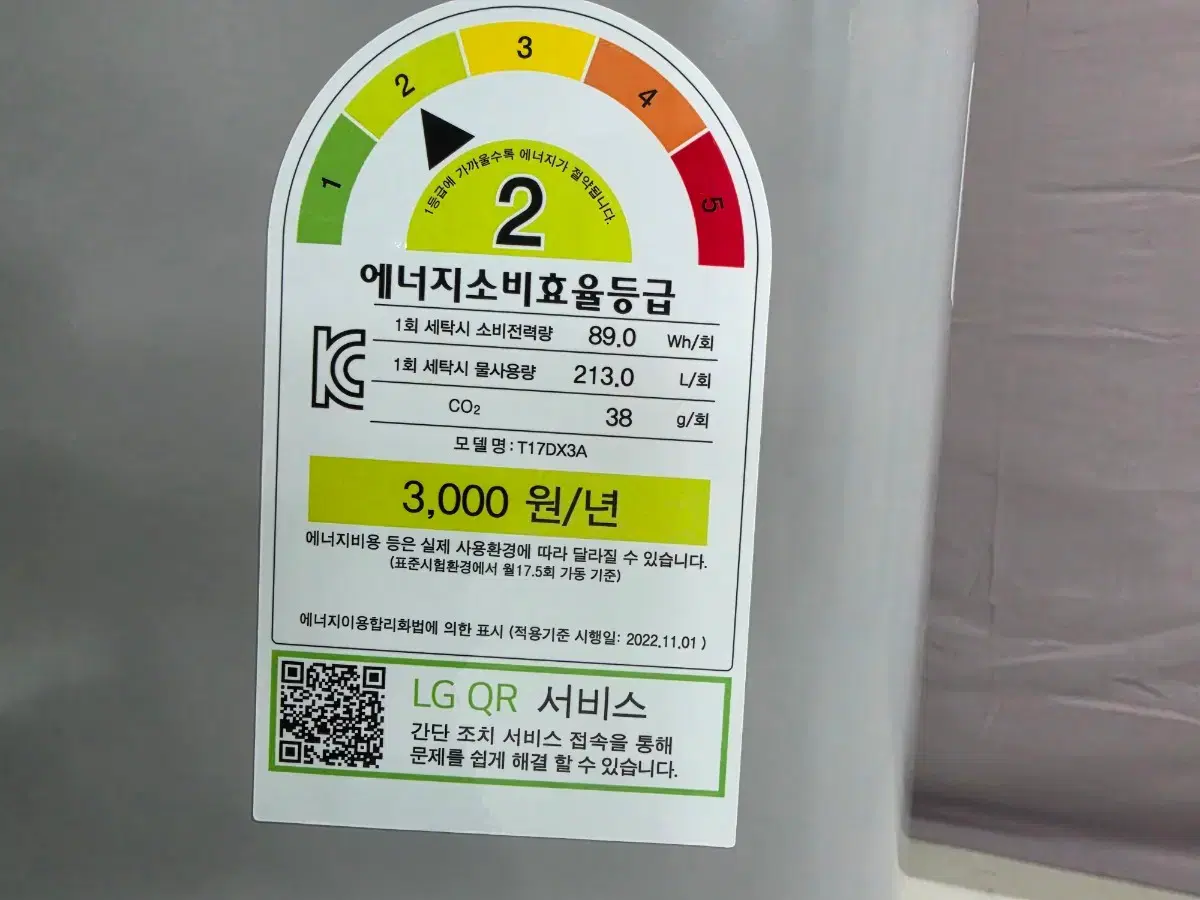 1
2
3
4
5
1등급에 가까울수록 에너지가 절약됩니다.
2
에너지소비효율등급
1회 세탁시 소비전력량 89.0 Wh/회
1회 세탁시 물사용량 213.0 L/회
CO₂ 38 g/회
모델명: T17DX3A
3,000 원/년
에너지비용 등은 실제 사용환경에 따라 달라질 수 있습니다.
(표준시험환경에서 월17.5회 가동 기준)
에너지이용합리화법에 의한 표시 (적용기준 시행일: 2022.11.01)
LG QR 서비스
간단 조치 서비스 접속을 통해
문제를 쉽게 해결 할 수 있습니다.